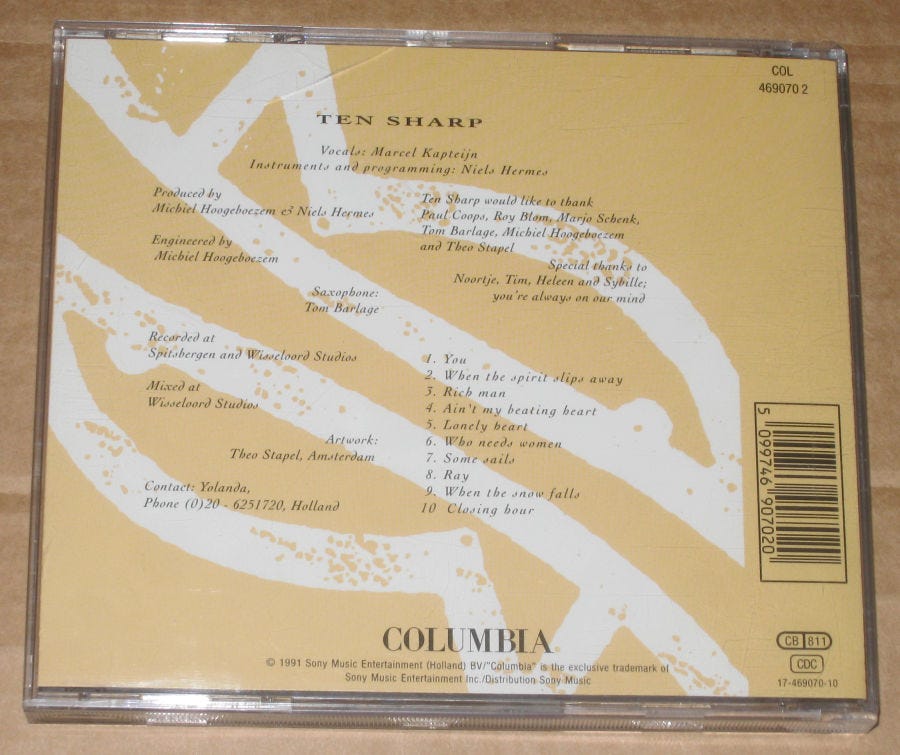 COL
469070 2
TEN SHARP
Vocals: Marcel Kapteijn
Instruments and programming: Niels Hermes
Produced by
Michiel Hoogeboezem & Niels Hermes
Engineered by
Michiel Hoogeboezem
Saxophone:
Tom Barlage
Recorded at
Spitsbergen and Wisseloord Studios
Mixed at
Wisseloord Studios
Artwork:
Theo Stapel, Amsterdam
Contact: Yolanda,
Phone (0)20 - 6251720, Holland
Ten Sharp would like to thank
Paul Coops, Roy Blom, Marjo Schenk,
Tom Barlage, Michiel Hoogeboezem
and Theo Stapel
Special thanks to
Noortje, Tim, Heleen and Sybille;
you're always on our mind
1. You
2. When the spirit slips away
3. Rich man
4. Ain't my beating heart
5. Lonely heart
6. Who needs women
7. Some sails
8. Ray
9. When the snow falls
10 Closing hour
5 099746 907020
COLUMBIA
© 1991 Sony Music Entertainment (Holland) BV/"Columbia" is the exclusive trademark of
Sony Music Entertainment Inc./Distribution Sony Music
CB 811
CDC
17-469070-10